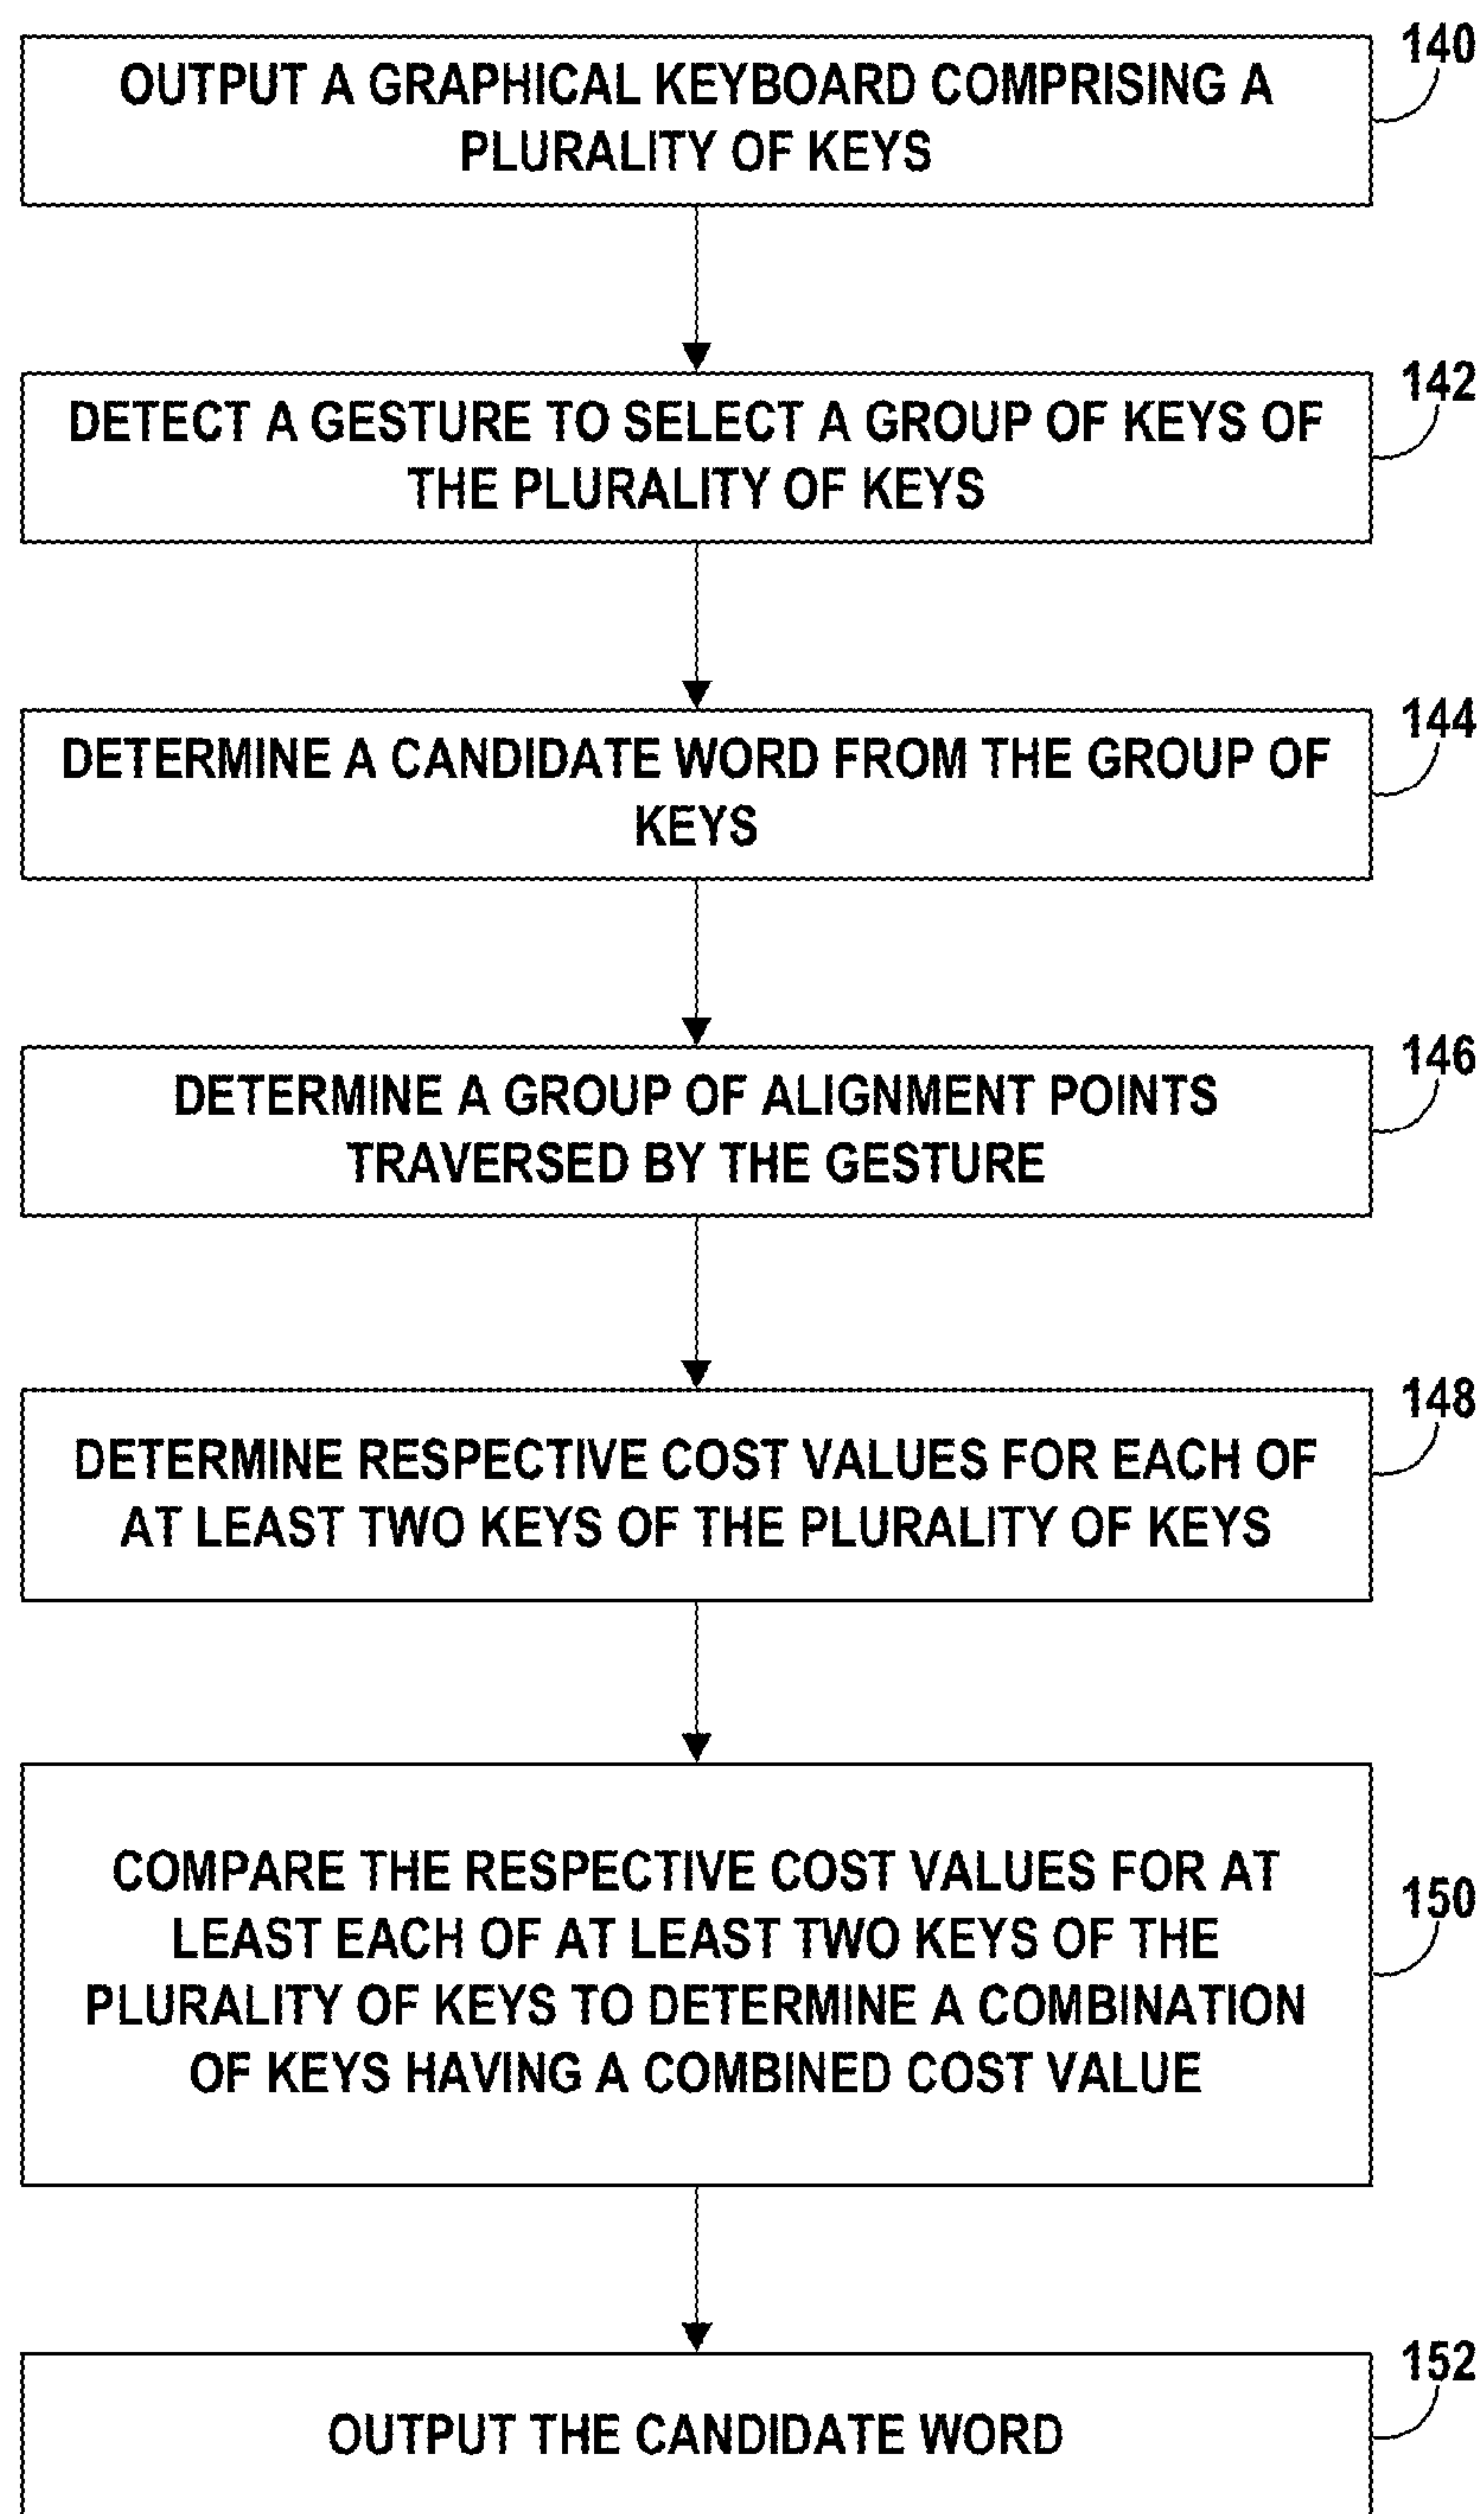 140
OUTPUT A GRAPHICAL KEYBOARD COMPRISING A
PLURALITY OF KEYS
142
DETECT A GESTURE TO SELECT A GROUP OF KEYS OF
THE PLURALITY OF KEYS
144
DETERMINE A CANDIDATE WORD FROM THE GROUP OF
KEYS
146
DETERMINE A GROUP OF ALIGNMENT POINTS
TRAVERSED BY THE GESTURE
148
DETERMINE RESPECTIVE COST VALUES FOR EACH OF
AT LEAST TWO KEYS OF THE PLURALITY OF KEYS
150
COMPARE THE RESPECTIVE COST VALUES FOR AT
LEAST EACH OF AT LEAST TWO KEYS OF THE
PLURALITY OF KEYS TO DETERMINE A COMBINATION
OF KEYS HAVING A COMBINED COST VALUE
152
OUTPUT THE CANDIDATE WORD